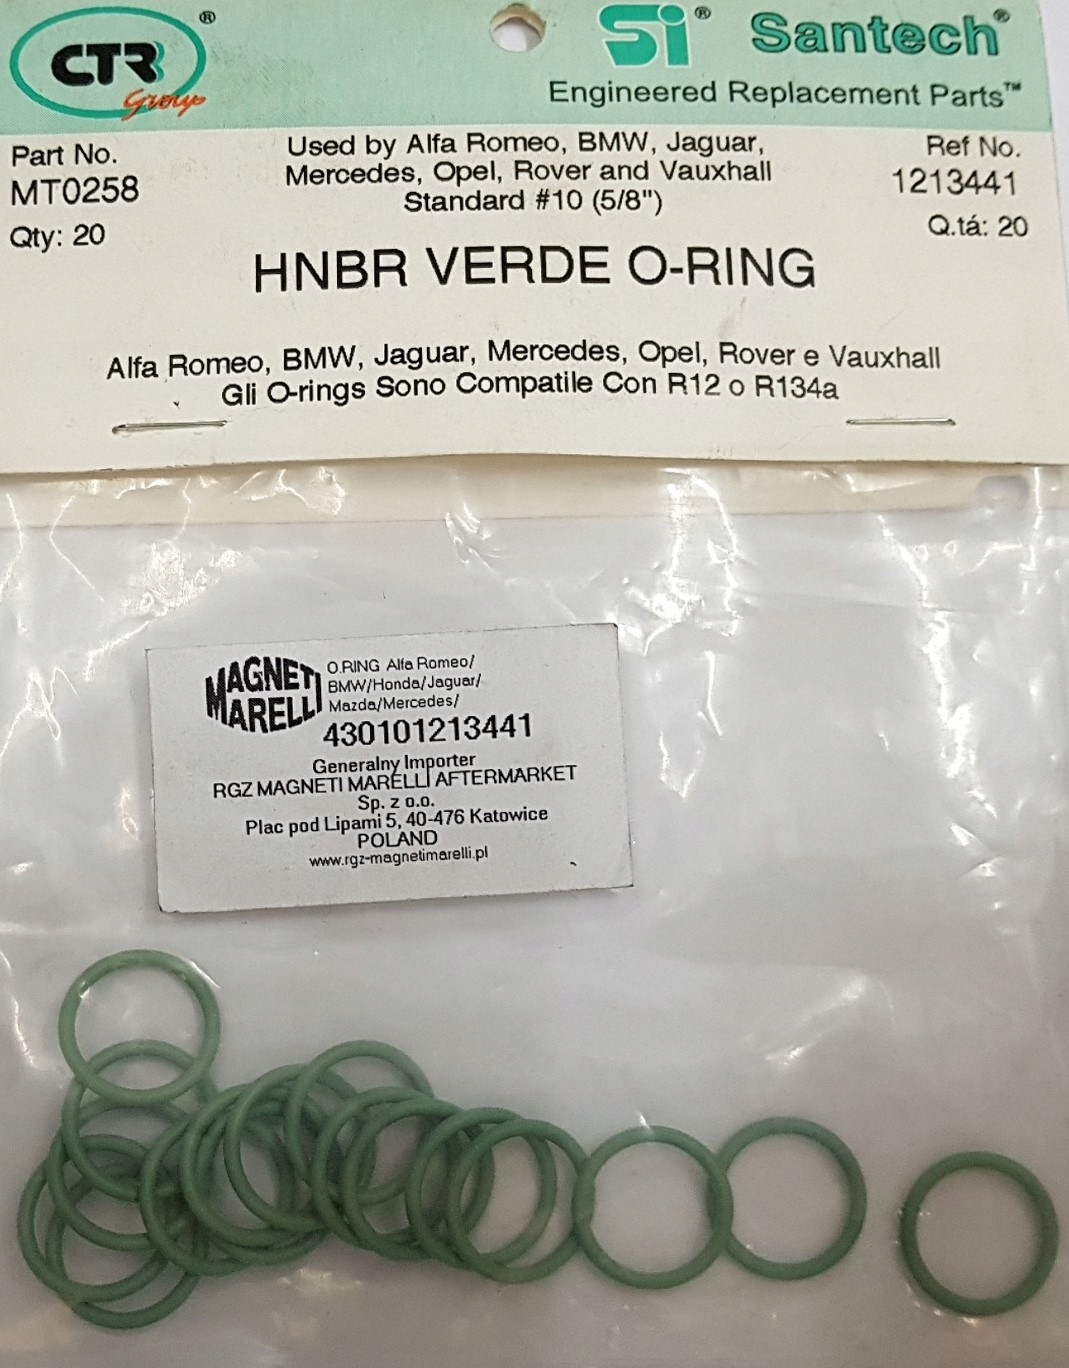 CTR ®
Group
Si ® Santech®
Engineered Replacement Parts™
Part No.
MT0258
Qty: 20
Used by Alfa Romeo, BMW, Jaguar,
Mercedes, Opel, Rover and Vauxhall
Standard #10 (5/8")
Ref No.
1213441
Q.tá: 20
HNBR VERDE O-RING
Alfa Romeo, BMW, Jaguar, Mercedes, Opel, Rover e Vauxhall
Gli O-rings Sono Compatile Con R12 o R134a
MAGNETI
MARELLI
O.RING Alfa Romeo/
BMW/Honda/Jaguar/
Mazda/Mercedes/
430101213441
Generalny Importer
RGZ MAGNETI MARELLI AFTERMARKET
Sp. z o.o.
Plac pod Lipami 5, 40-476 Katowice
POLAND
www.rgz-magnetimarelli.pl